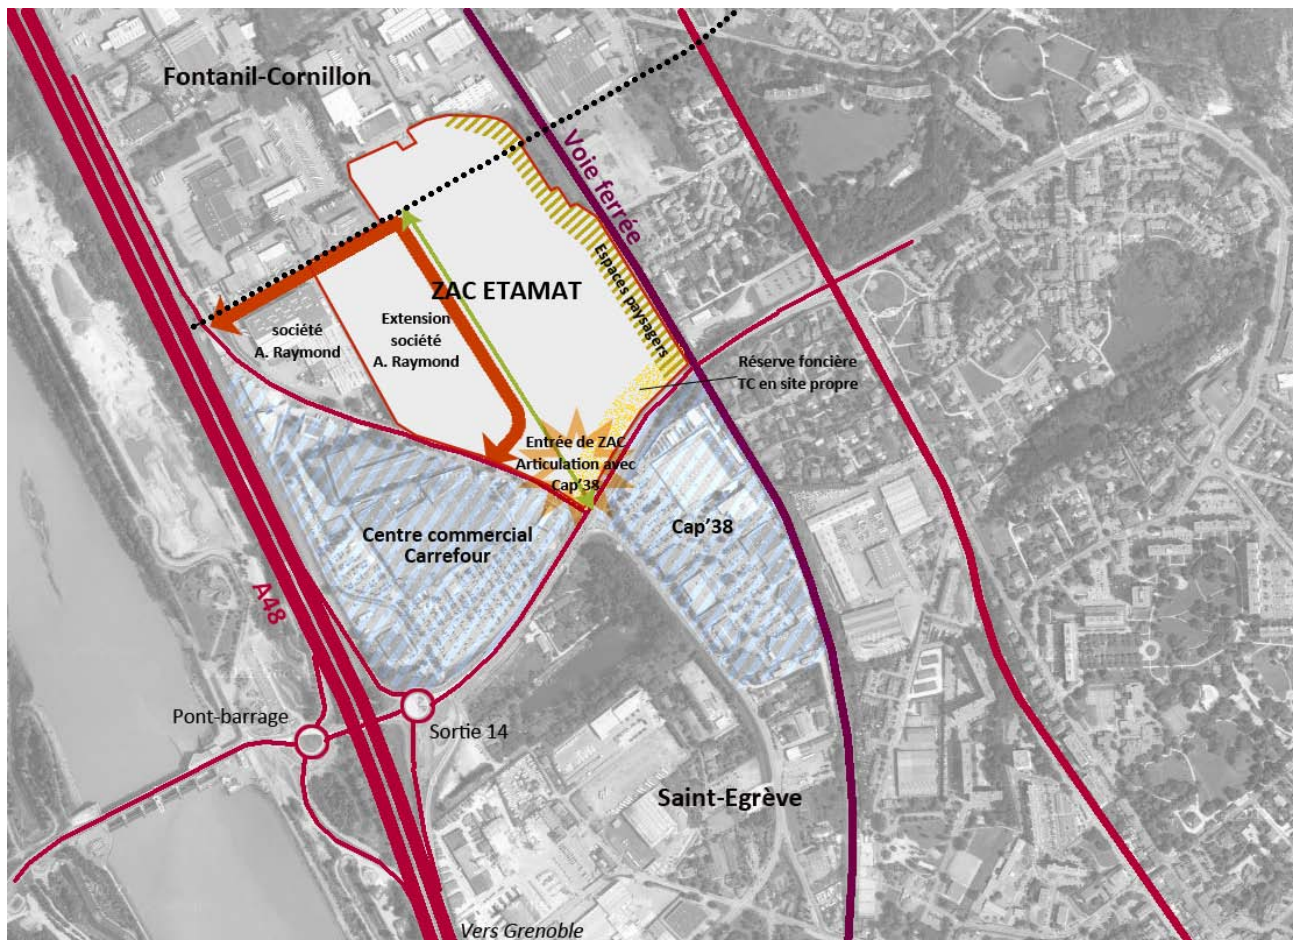 Fontanil-Cornillon
Voie ferrée
Espaces paysagers
ZAC ETAMAT
société
A. Raymond
Extension
société
A. Raymond
Réserve foncière
TC en site propre
Entrée de ZAC
Articulation avec
Cap'38
Centre commercial
Carrefour
Cap'38
A48
Pont-barrage
Sortie 14
Saint-Egrève
Vers Grenoble